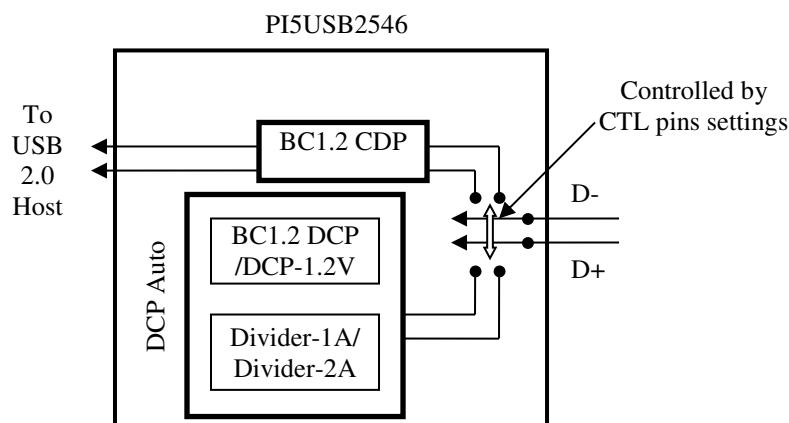 PI5USB2546
To
USB
2.0
Host
BC1.2 CDP
Controlled by
CTL pins settings
D-
D+
DCP Auto
BC1.2 DCP
/DCP-1.2V
Divider-1A/
Divider-2A